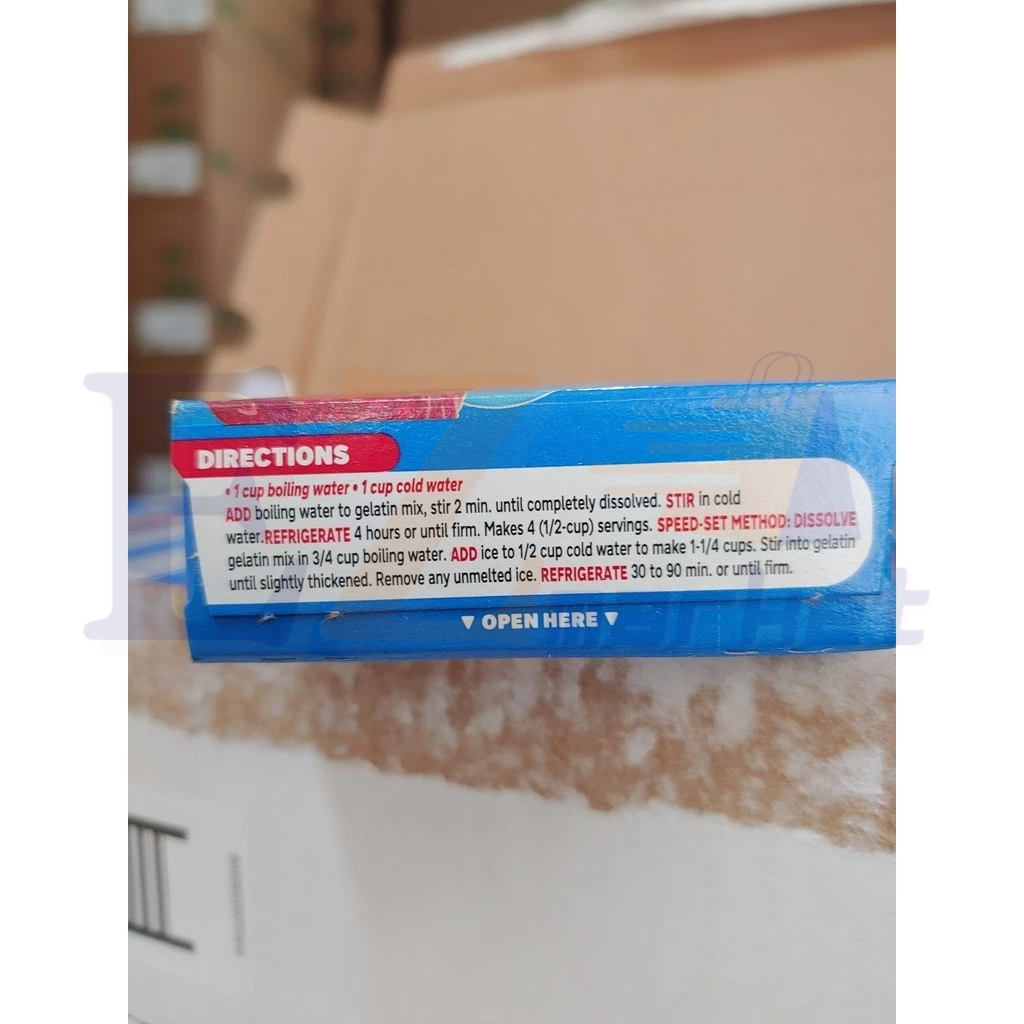 DIRECTIONS
• 1 cup boiling water • 1 cup cold water
ADD boiling water to gelatin mix, stir 2 min. until completely dissolved. STIR in cold
water.REFRIGERATE 4 hours or until firm. Makes 4 (1/2-cup) servings. SPEED-SET METHOD: DISSOLVE
gelatin mix in 3/4 cup boiling water. ADD ice to 1/2 cup cold water to make 1-1/4 cups. Stir into gelatin
until slightly thickened. Remove any unmelted ice. REFRIGERATE 30 to 90 min. or until firm.
▼ OPEN HERE ▼